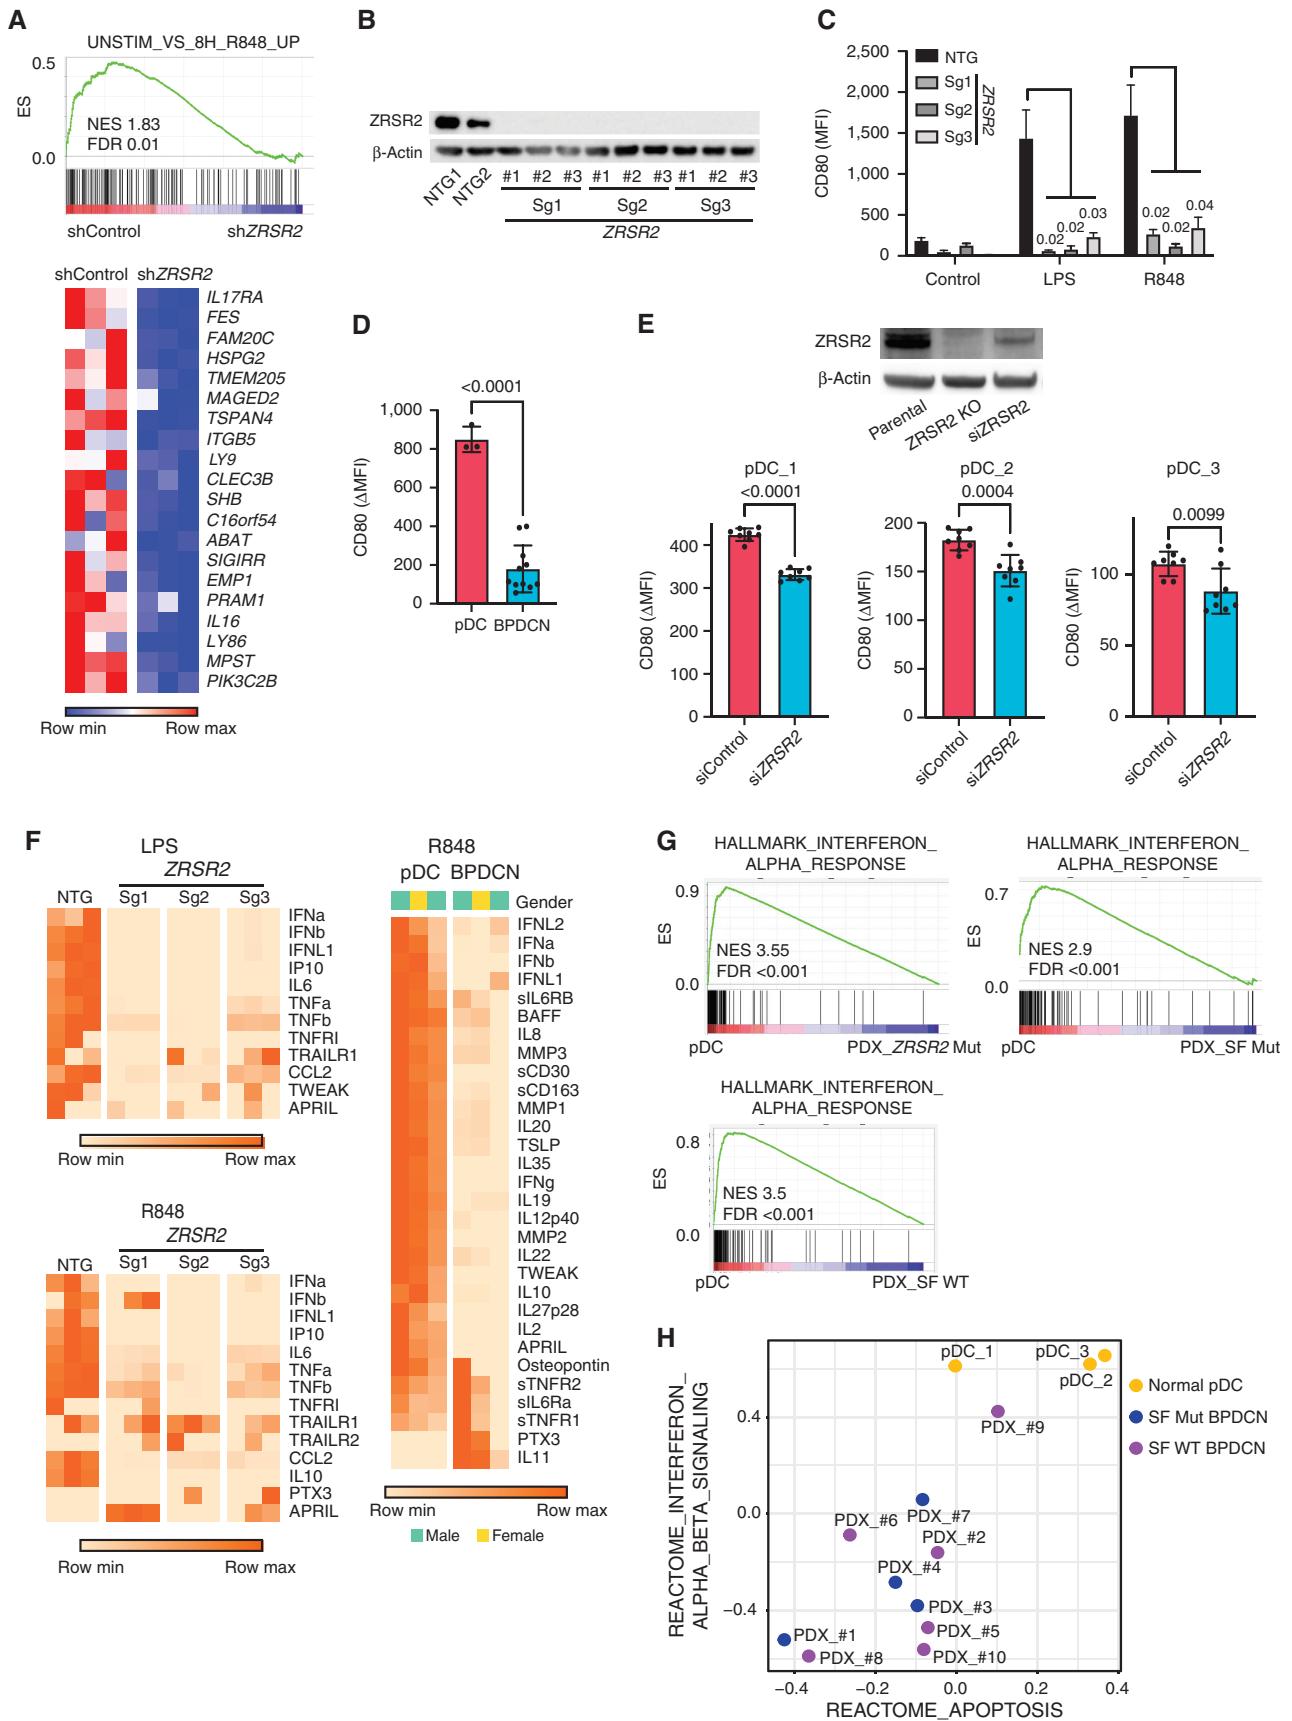 A
UNSTIM_VS_8H_R848_UP
0.5
ES
NES 1.83
FDR 0.01
0.0
shControl
shZRSR2
shControl shZRSR2
IL17RA
FES
FAM20C
HSPG2
TMEM205
MAGED2
TSPAN4
ITGB5
LY9
CLEC3B
SHB
C16orf54
ABAT
SIGIRR
EMP1
PRAM1
IL16
LY86
MPST
PIK3C2B
Row min
Row max
B
ZRSR2
β-Actin
NTG1
NTG2
#1 #2 #3 #1 #2 #3 #1 #2 #3
Sg1
Sg2
Sg3
ZRSR2
C
CD80 (MFI)
2,500
2,000
1,500
1,000
500
0
NTG
Sg1
Sg2
Sg3
ZRSR2
0.02
0.02
0.03
0.02
0.02
0.04
Control
LPS
R848
D
<0.0001
CD80 (ΔMFI)
1,000
800
600
400
200
0
pDC
BPDCN
E
ZRSR2
β-Actin
Parental
ZRSR2 KO
siZRSR2
pDC_1
<0.0001
CD80 (ΔMFI)
400
300
200
100
0
siControl
siZRSR2
pDC_2
0.0004
CD80 (ΔMFI)
200
150
100
50
0
siControl
siZRSR2
pDC_3
0.0099
CD80 (ΔMFI)
100
50
0
siControl
siZRSR2
F
LPS
ZRSR2
NTG
Sg1
Sg2
Sg3
IFNa
IFNb
IFNL1
IP10
IL6
TNFa
TNFb
TNFRI
TRAILR1
CCL2
TWEAK
APRIL
Row min
Row max
R848
ZRSR2
NTG
Sg1
Sg2
Sg3
IFNa
IFNb
IFNL1
IP10
IL6
TNFa
TNFb
TNFRI
TRAILR1
TRAILR2
CCL2
IL10
PTX3
APRIL
Row min
Row max
R848
pDC BPDCN
Gender
IFNL2
IFNa
IFNb
IFNL1
sIL6RB
BAFF
IL8
MMP3
sCD30
sCD163
MMP1
IL20
TSLP
IL35
IFNg
IL19
IL12p40
MMP2
IL22
TWEAK
IL10
IL27p28
IL2
APRIL
Osteopontin
sTNFR2
sIL6Ra
sTNFR1
PTX3
IL11
Row min
Row max
Male
Female
G
HALLMARK_INTERFERON_
ALPHA_RESPONSE
0.9
ES
NES 3.55
FDR <0.001
0.0
pDC
PDX_ZRSR2 Mut
HALLMARK_INTERFERON_
ALPHA_RESPONSE
0.7
ES
NES 2.9
FDR <0.001
0.0
pDC
PDX_SF Mut
HALLMARK_INTERFERON_
ALPHA_RESPONSE
0.8
ES
NES 3.5
FDR <0.001
0.0
pDC
PDX_SF WT
H
REACTOME_INTERFERON_
ALPHA_BETA_SIGNALING
0.4
0.0
−0.4
pDC_1
pDC_3
pDC_2
PDX_#9
PDX_#6
PDX_#7
PDX_#2
PDX_#4
PDX_#3
PDX_#5
PDX_#1
PDX_#8
PDX_#10
−0.4
−0.2
0.0
0.2
0.4
REACTOME_APOPTOSIS
Normal pDC
SF Mut BPDCN
SF WT BPDCN